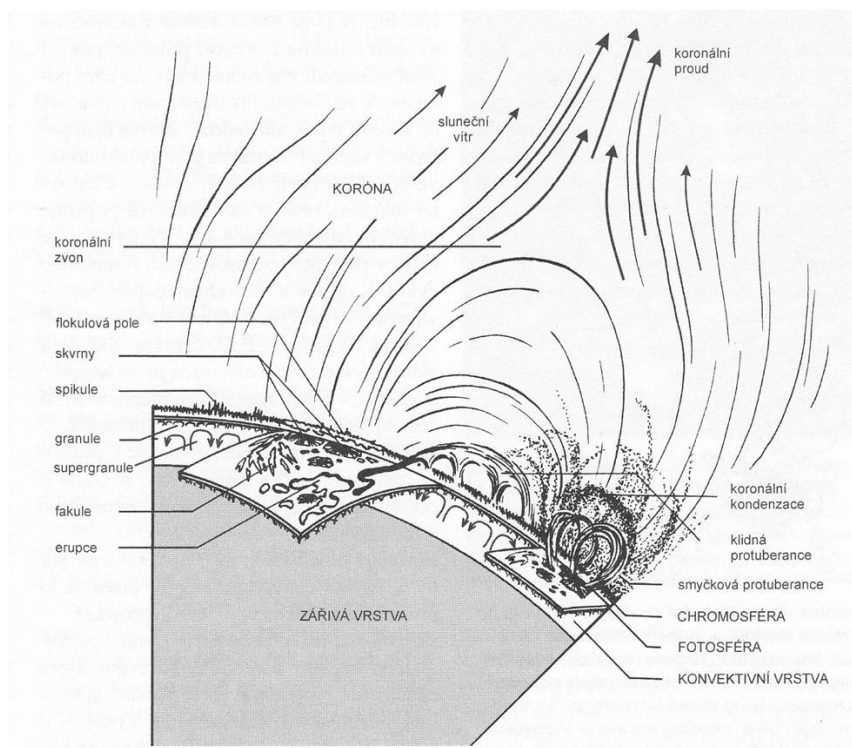 koronální
proud
sluneční
vítr
KORÓNA
koronální
zvon
flokulová pole
skvrny
spikule
granule
supergranule
fakule
erupce
koronální
kondenzace
klidná
protuberance
smyčková protuberance
ZÁŘIVÁ VRSTVA
CHROMOSFÉRA
FOTOSFÉRA
KONVEKTIVNÍ VRSTVA